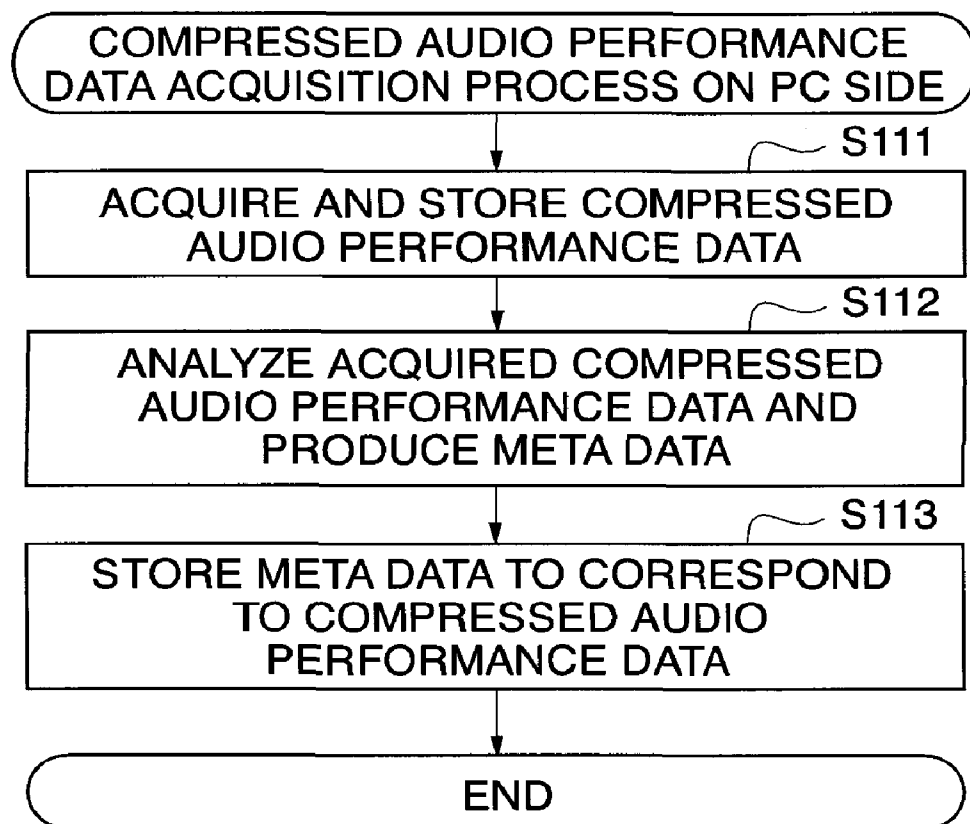 COMPRESSED AUDIO PERFORMANCE
DATA ACQUISITION PROCESS ON PC SIDE
S111
ACQUIRE AND STORE COMPRESSED
AUDIO PERFORMANCE DATA
S112
ANALYZE ACQUIRED COMPRESSED
AUDIO PERFORMANCE DATA AND
PRODUCE META DATA
S113
STORE META DATA TO CORRESPOND
TO COMPRESSED AUDIO
PERFORMANCE DATA
END